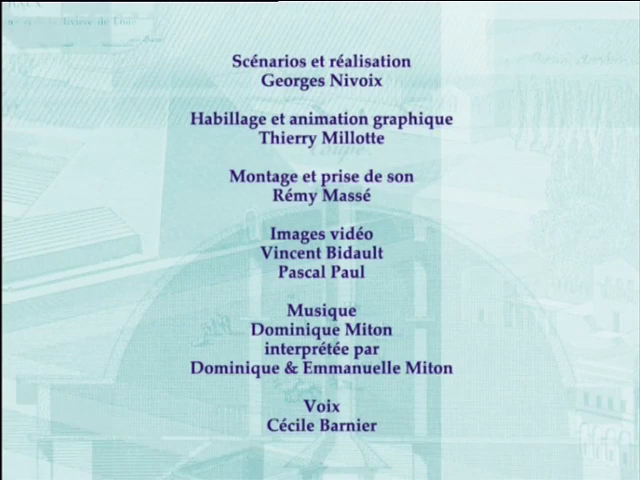 Scénarios et réalisation
Georges Nivoix
Habillage et animation graphique
Thierry Millotte
Montage et prise de son
Rémy Massé
Images vidéo
Vincent Bidault
Pascal Paul
Musique
Dominique Miton
interprétée par
Dominique & Emmanuelle Miton
Voix
Cécile Barnier